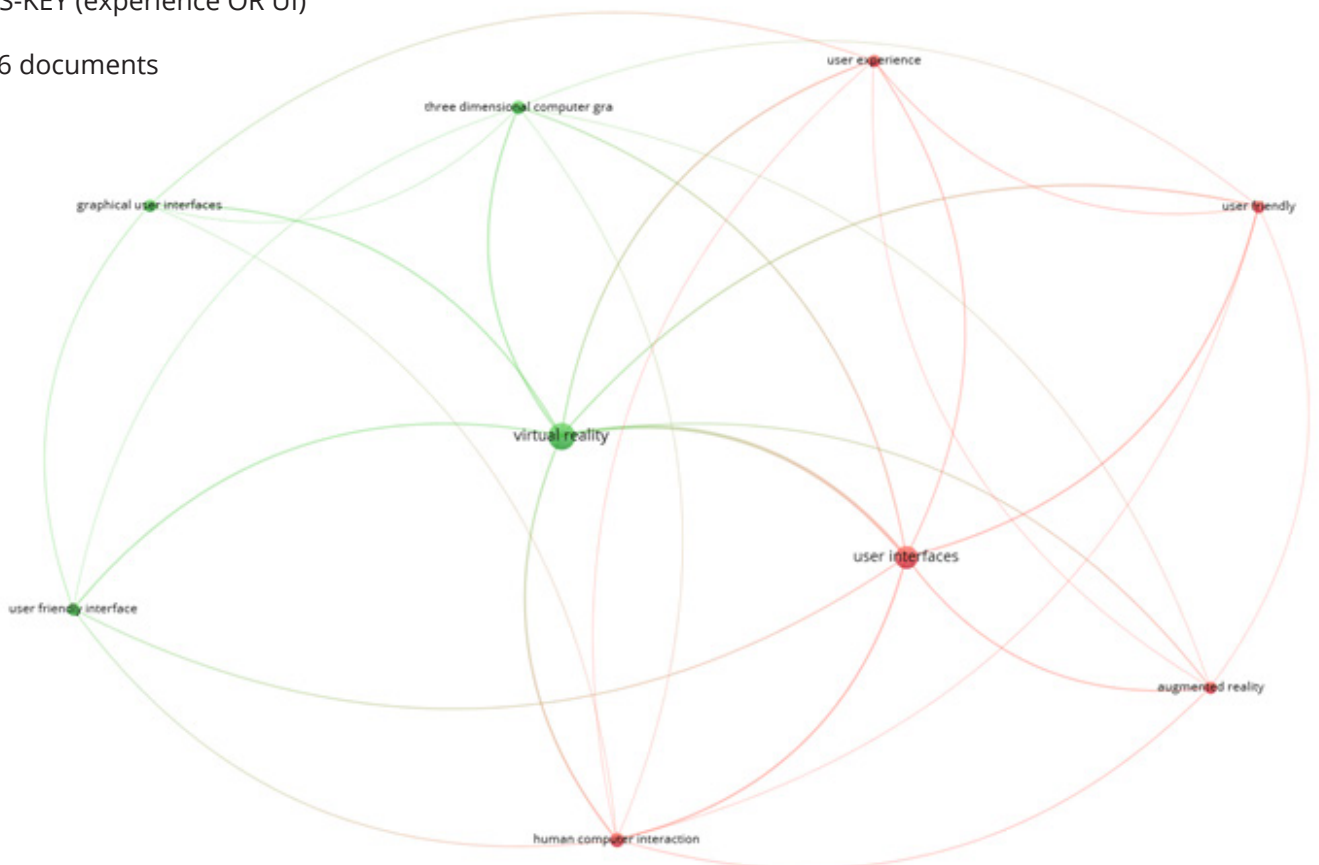 S-KEY (experience OR UI)
6 documents
user experience
three dimensional computer gra
graphical user interfaces
user friendly
virtual reality
user interfaces
user friendly interface
augmented reality
human computer interaction